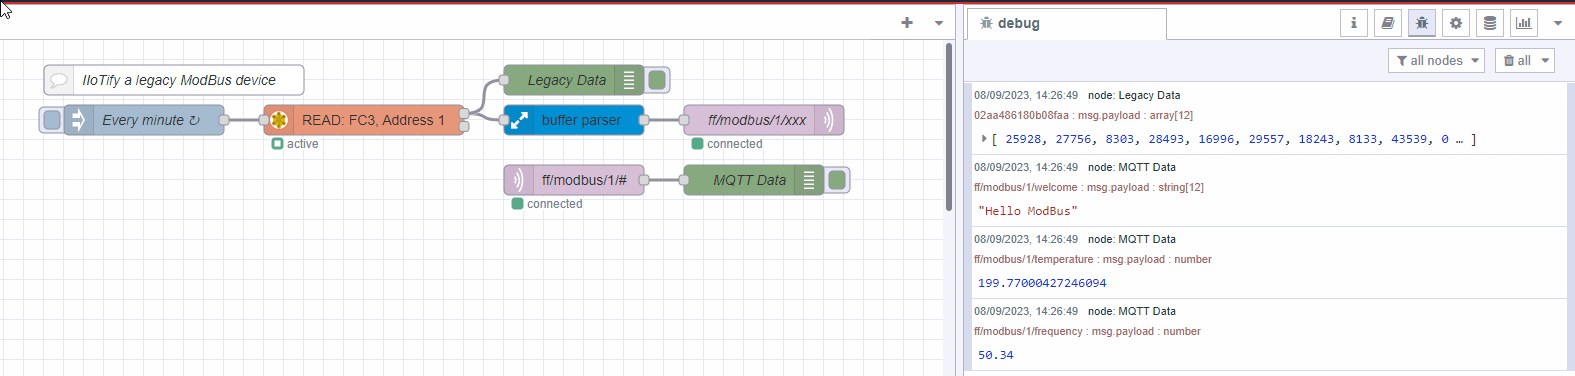 IIoTify a legacy ModBus device
Legacy Data
Every minute ↻
READ: FC3, Address 1
buffer parser
ff/modbus/1/xxx
active
connected
ff/modbus/1/#
MQTT Data
connected
debug
all nodes
all
08/09/2023, 14:26:49 node: Legacy Data
02aa486180b08faa : msg.payload : array[12]
[ 25928, 27756, 8303, 28493, 16996, 29557, 18243, 8133, 43539, 0 … ]
08/09/2023, 14:26:49 node: MQTT Data
ff/modbus/1/welcome : msg.payload : string[12]
"Hello ModBus"
08/09/2023, 14:26:49 node: MQTT Data
ff/modbus/1/temperature : msg.payload : number
199.77000427246094
08/09/2023, 14:26:49 node: MQTT Data
ff/modbus/1/frequency : msg.payload : number
50.34